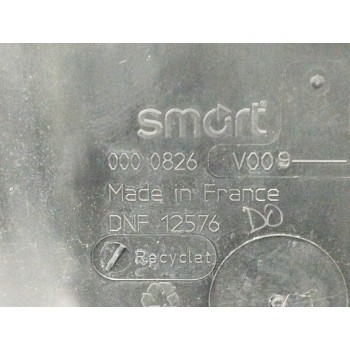 smart
000 0826 V009
Made in France
DNF 12576
DO
Recyclat